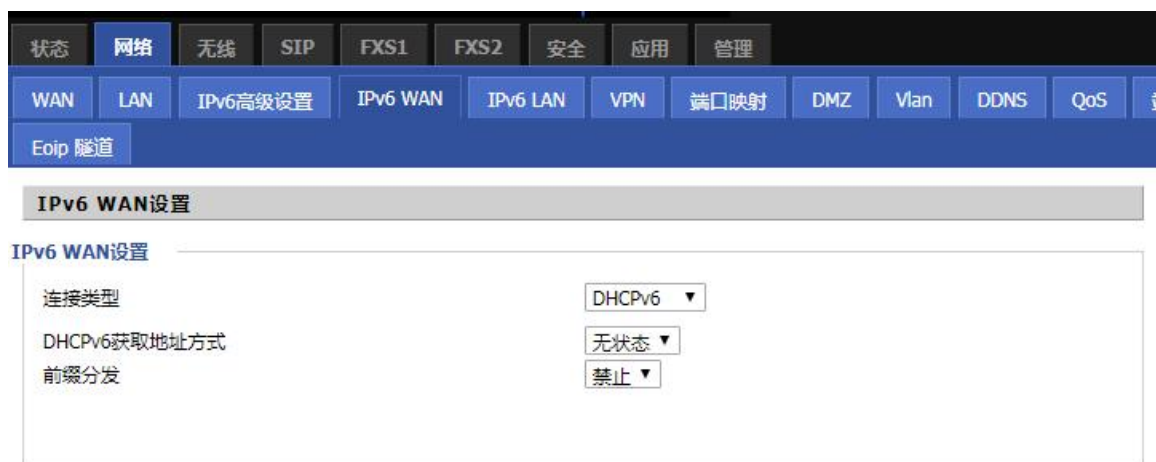 状态 网络 无线 SIP FXS1 FXS2 安全 应用 管理
WAN LAN IPv6高级设置 IPv6 WAN IPv6 LAN VPN 端口映射 DMZ Vlan DDNS QoS
Eoip 隧道
IPv6 WAN设置
IPv6 WAN设置
连接类型 DHCPv6
DHCPv6获取地址方式 无状态
前缀分发 禁止